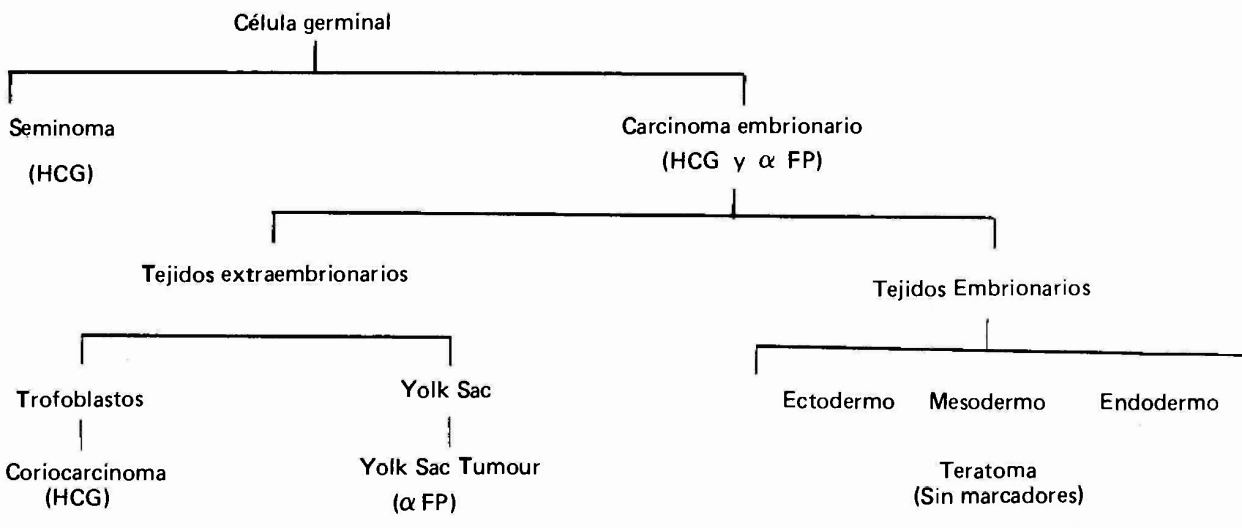 Célula germinal
Seminoma
(HCG)
Carcinoma embrionario
(HCG y α FP)
Tejidos extraembrionarios
Tejidos Embrionarios
Trofoblastos
Yolk Sac
Ectodermo Mesodermo Endodermo
Coriocarcinoma
(HCG)
Yolk Sac Tumour
(α FP)
Teratoma
(Sin marcadores)